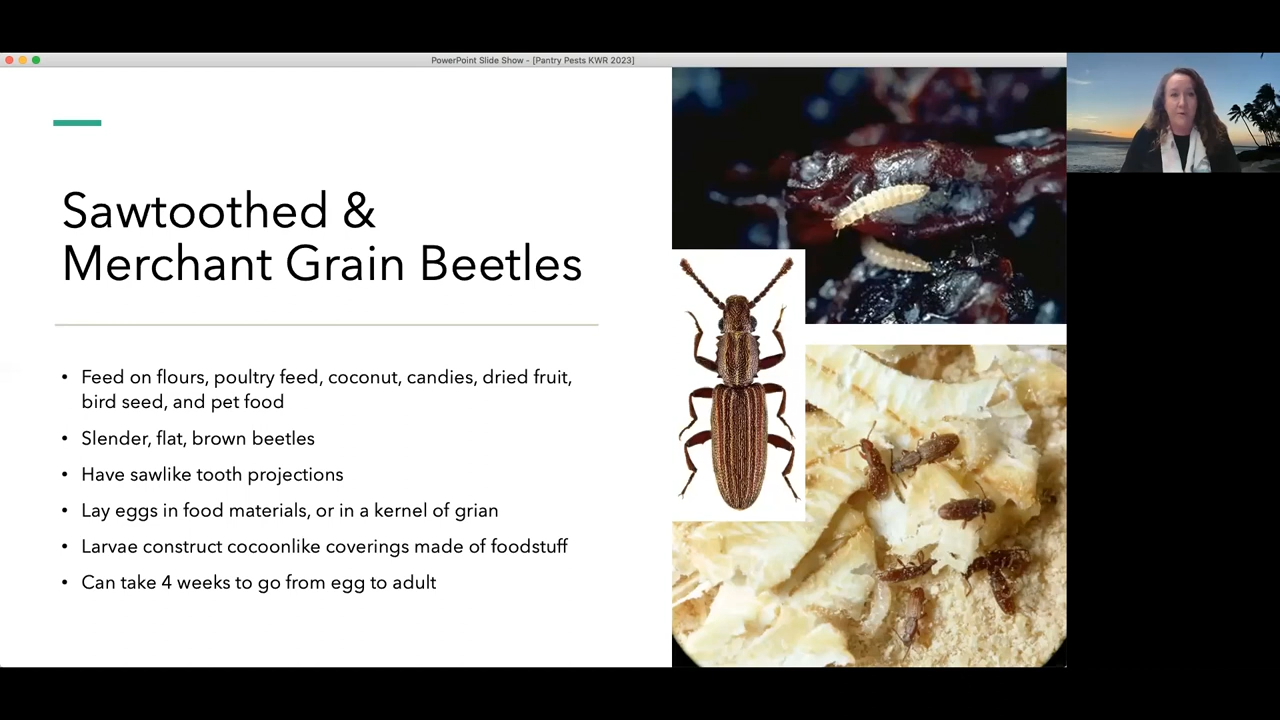 PowerPoint Slide Show - [Pantry Pests KWR 2023]
Sawtoothed &
Merchant Grain Beetles
• Feed on flours, poultry feed, coconut, candies, dried fruit,
bird seed, and pet food
• Slender, flat, brown beetles
• Have sawlike tooth projections
• Lay eggs in food materials, or in a kernel of grian
• Larvae construct cocoonlike coverings made of foodstuff
• Can take 4 weeks to go from egg to adult